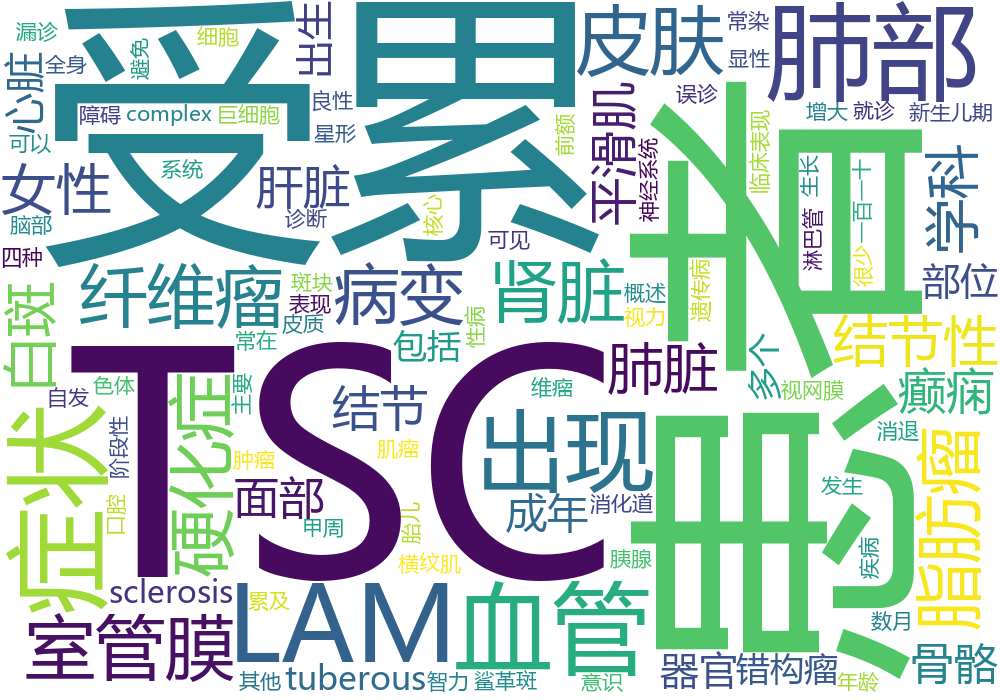 漏诊
全身
心脏
可以
女性
脑部
四种
白斑
症状
自发
受累
避免
细胞
出生
障碍
complex
巨细胞
良性
星形
系统
肝脏
诊断
纤维瘤
病变
斑块
表现
皮质
常在
包括
核心
可见
性病
皮肤
前额
平滑肌
神经系统
误诊
常染
显性
肺部
临床表现
增大
就诊
新生儿期
生长
淋巴管
很少
一百一十
学科
部位
肾脏
概述
视力
遗传病
结节性
肺脏
多个
视网膜
癫痫
消退
TSC
色体
主要
硬化症
阶段性
口腔
肿瘤
面部
结节
肌瘤
维瘤
出现
成年
消化道
患者
发生
疾病
脂肪瘤
甲周
胎儿
横纹肌
胰腺
sclerosis
累及
室管膜
LAM
血管
其他
tuberous
智力
鲨革斑
意识
器官
错构瘤
数月
年龄
骨骼